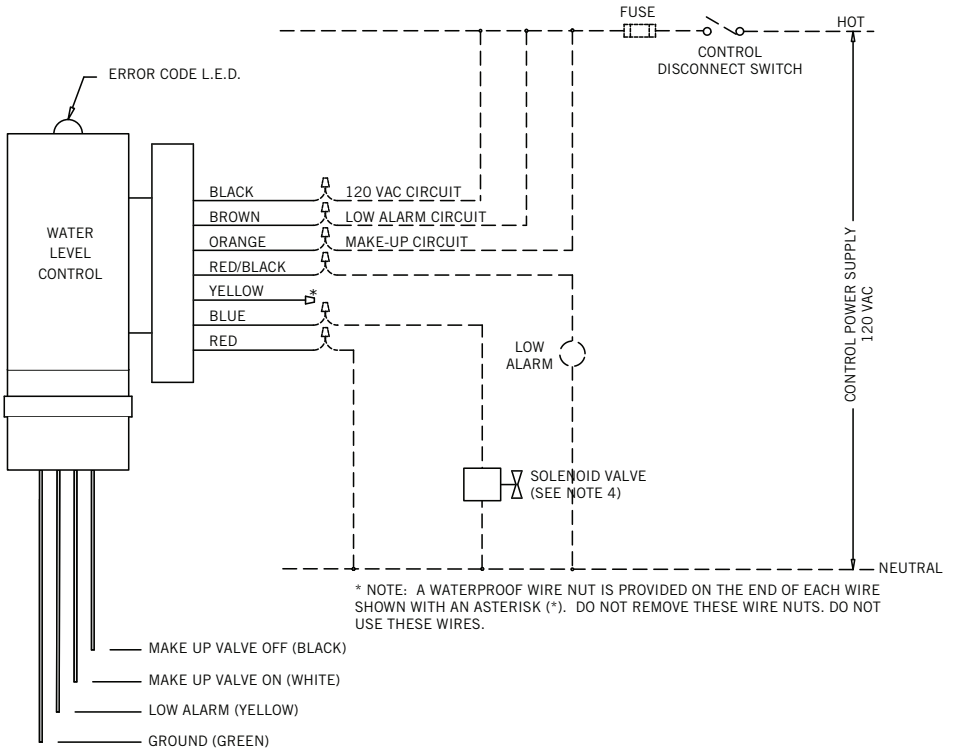 FUSE
HOT
CONTROL
DISCONNECT SWITCH
ERROR CODE L.E.D.
WATER
LEVEL
CONTROL
BLACK
120 VAC CIRCUIT
BROWN
LOW ALARM CIRCUIT
ORANGE
MAKE-UP CIRCUIT
RED/BLACK
YELLOW
*
BLUE
RED
LOW
ALARM
SOLENOID VALVE
(SEE NOTE 4)
CONTROL POWER SUPPLY
120 VAC
NEUTRAL
* NOTE: A WATERPROOF WIRE NUT IS PROVIDED ON THE END OF EACH WIRE
SHOWN WITH AN ASTERISK (*). DO NOT REMOVE THESE WIRE NUTS. DO NOT
USE THESE WIRES.
MAKE UP VALVE OFF (BLACK)
MAKE UP VALVE ON (WHITE)
LOW ALARM (YELLOW)
GROUND (GREEN)